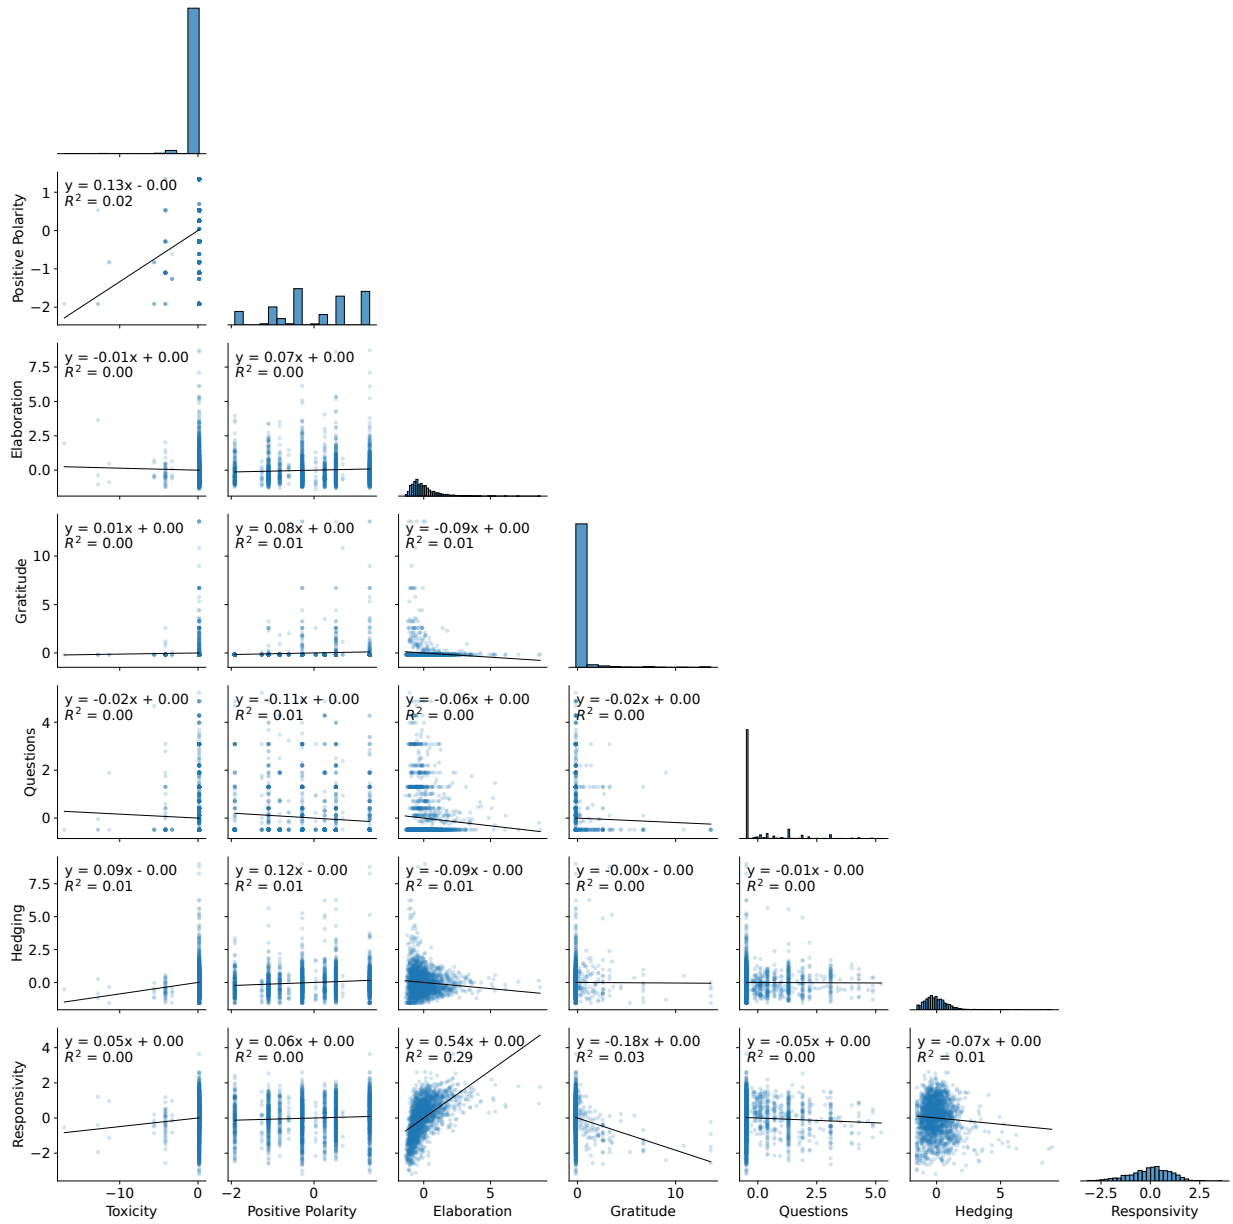 Positive Polarity
1
0
−1
−2
y = 0.13x - 0.00
R² = 0.02
Elaboration
7.5
5.0
2.5
0.0
y = -0.01x + 0.00
R² = 0.00
y = 0.07x + 0.00
R² = 0.00
Gratitude
10
5
0
y = 0.01x + 0.00
R² = 0.00
y = 0.08x + 0.00
R² = 0.01
y = -0.09x + 0.00
R² = 0.01
Questions
4
2
0
y = -0.02x + 0.00
R² = 0.00
y = -0.11x + 0.00
R² = 0.01
y = -0.06x + 0.00
R² = 0.00
y = -0.02x + 0.00
R² = 0.00
Hedging
7.5
5.0
2.5
0.0
y = 0.09x - 0.00
R² = 0.01
y = 0.12x - 0.00
R² = 0.01
y = -0.09x - 0.00
R² = 0.01
y = -0.00x - 0.00
R² = 0.00
y = -0.01x - 0.00
R² = 0.00
Responsivity
4
2
0
−2
y = 0.05x + 0.00
R² = 0.00
y = 0.06x + 0.00
R² = 0.00
y = 0.54x + 0.00
R² = 0.29
y = -0.18x + 0.00
R² = 0.03
y = -0.05x + 0.00
R² = 0.00
y = -0.07x + 0.00
R² = 0.01
−10 0
Toxicity
−2 0
Positive Polarity
0 5
Elaboration
0 10
Gratitude
0.0 2.5 5.0
Questions
0 5
Hedging
−2.5 0.0 2.5
Responsivity